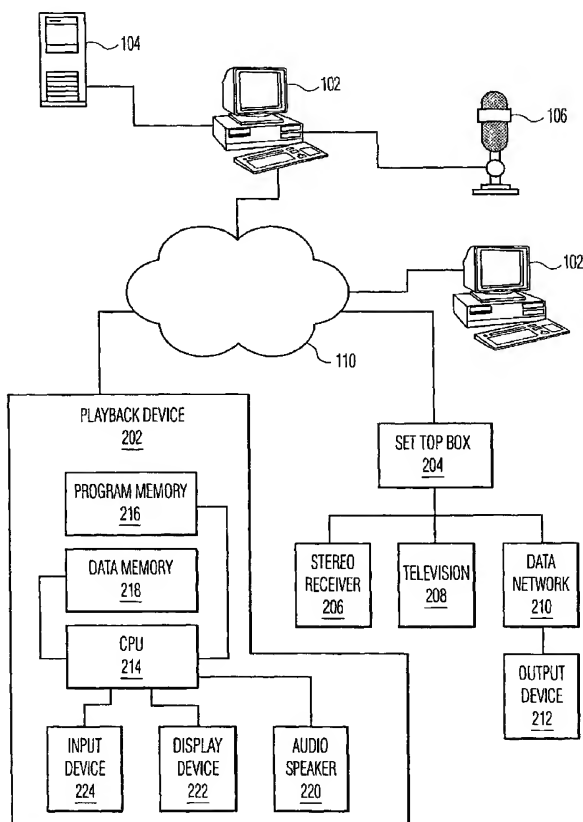 104
102
106
102
110
PLAYBACK DEVICE
202
PROGRAM MEMORY
216
DATA MEMORY
218
CPU
214
INPUT
DEVICE
224
DISPLAY
DEVICE
222
AUDIO
SPEAKER
220
SET TOP BOX
204
STEREO
RECEIVER
206
TELEVISION
208
DATA
NETWORK
210
OUTPUT
DEVICE
212